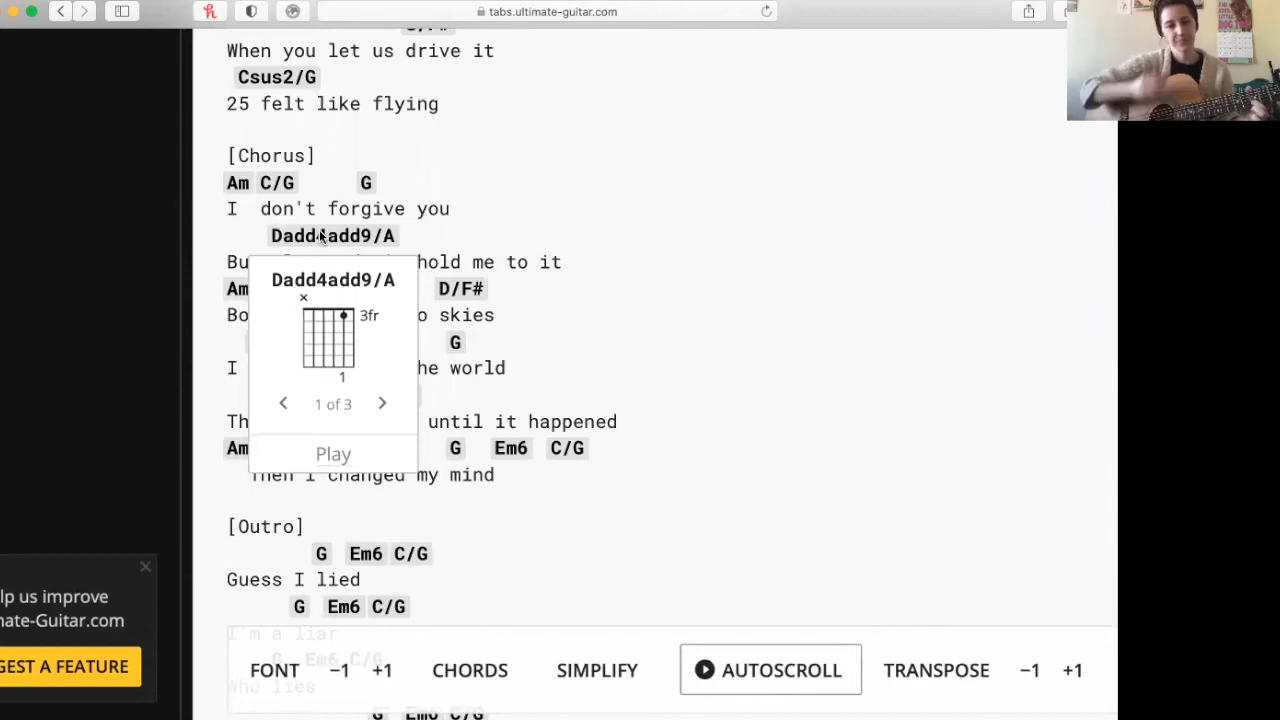 tabs.ultimate-guitar.com
When you let us drive it
Csus2/G
25 felt like flying
[Chorus]
Am C/G G
I don't forgive you
Dadd4add9/A
hold me to it
Dadd4add9/A
Am D/F#
skies
3fr
G
I he world
1
1 of 3
until it happened
Am G Em6 C/G
Play
Then I changed my mind
[Outro]
G Em6 C/G
Guess I lied
G Em6 C/G
I'm a liar
G Em6 C/G
Who lies
G Em6 C/G
lp us improve
mate-Guitar.com
GEST A FEATURE
FONT −1 +1 CHORDS SIMPLIFY AUTOSCROLL TRANSPOSE −1 +1